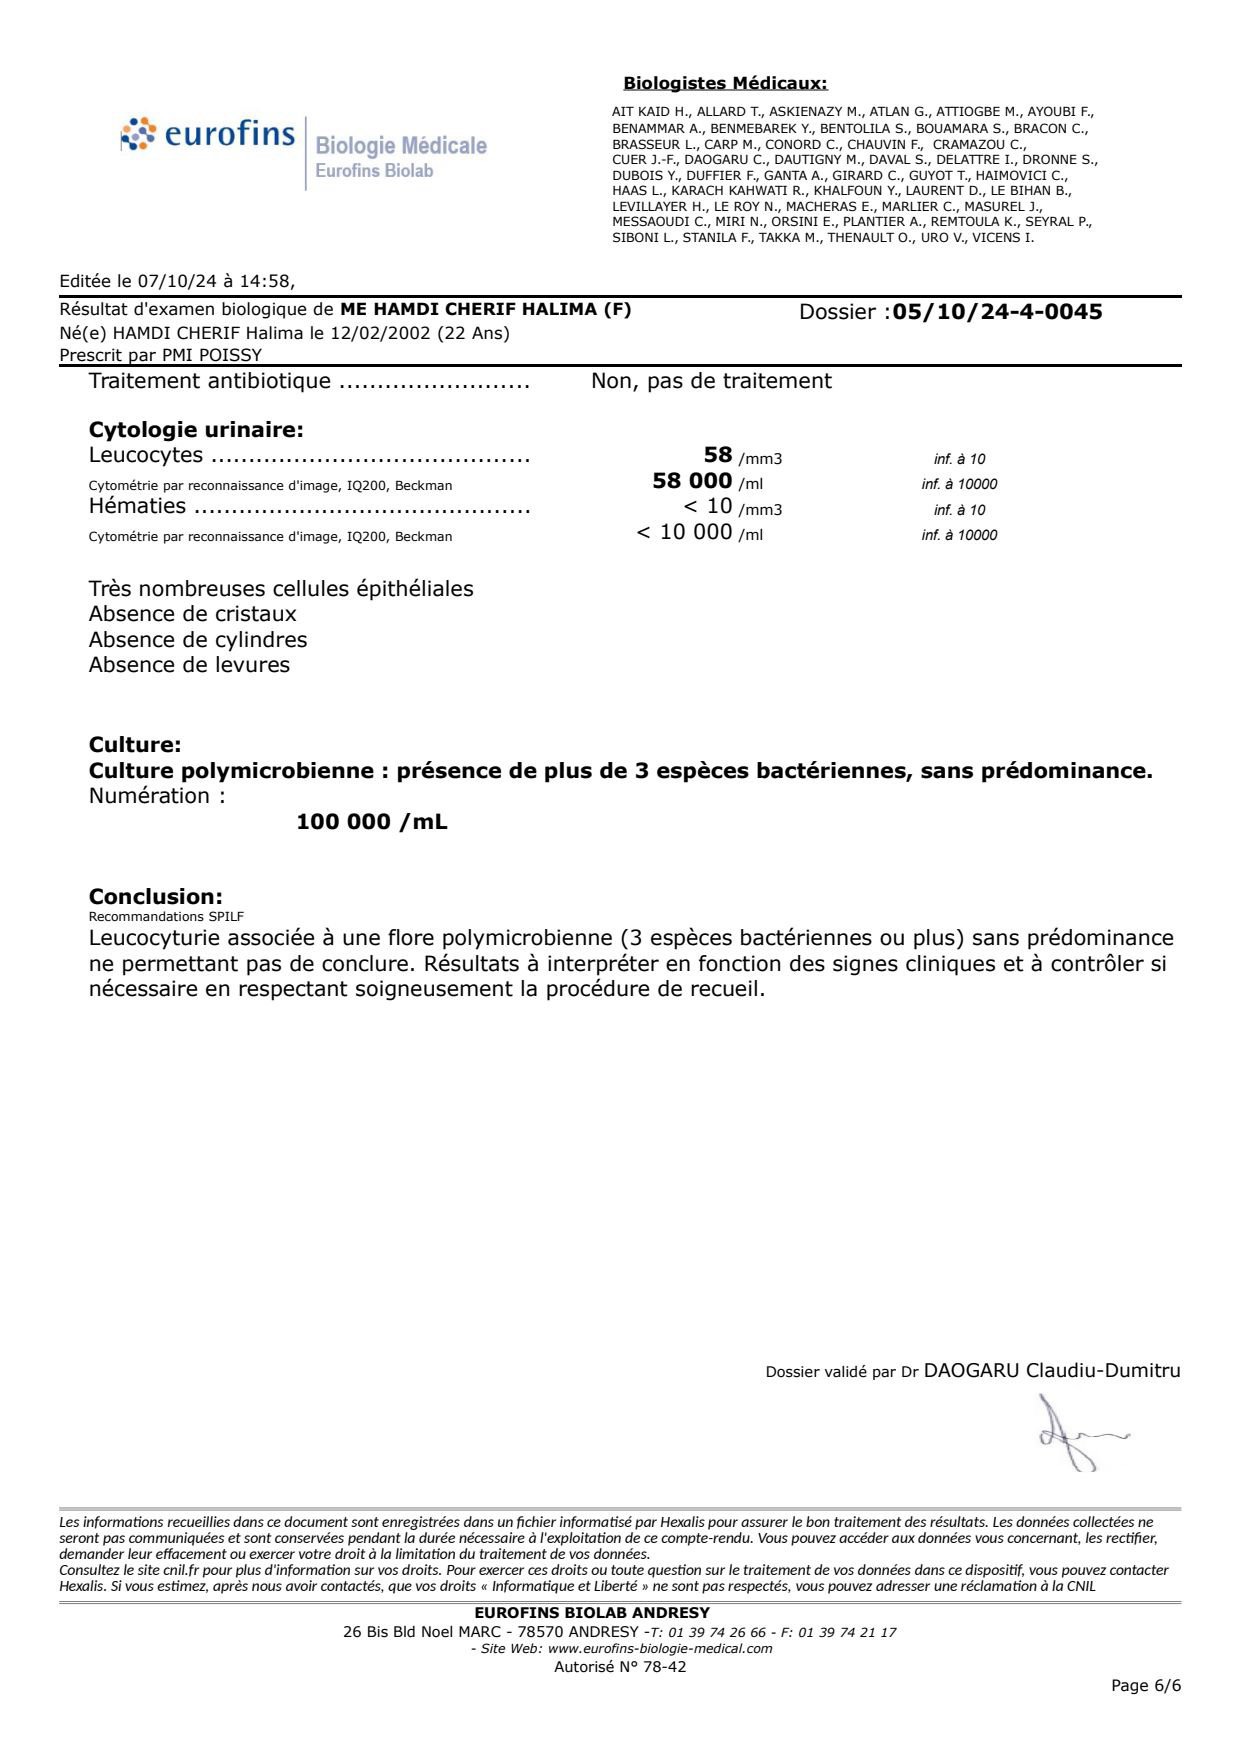 Biologistes Médicaux:
AIT KAID H., ALLARD T., ASKIENAZY M., ATLAN G., ATTIOGBE M., AYOUBI F.,
BENAMMAR A., BENMEBAREK Y., BENTOLILA S., BOUAMARA S., BRACON C.,
BRASSEUR L., CARP M., CONORD C., CHAUVIN F., CRAMAZOU C.,
CUER J.-F., DAOGARU C., DAUTIGNY M., DAVAL S., DELATTRE I., DRONNE S.,
DUBOIS Y., DUFFIER F., GANTA A., GIRARD C., GUYOT T., HAIMOVICI C.,
HAAS L., KARACH KAHWATI R., KHALFOUN Y., LAURENT D., LE BIHAN B.,
LEVILLAYER H., LE ROY N., MACHERAS E., MARLIER C., MASUREL J.,
MESSAOUDI C., MIRI N., ORSINI E., PLANTIER A., REMTOULA K., SEYRAL P.,
SIBONI L., STANILA F., TAKKA M., THENAULT O., URO V., VICENS I.
eurofins
Biologie Médicale
Eurofins Biolab
Editée le 07/10/24 à 14:58,
Résultat d'examen biologique de ME HAMDI CHERIF HALIMA (F) Dossier :05/10/24-4-0045
Né(e) HAMDI CHERIF Halima le 12/02/2002 (22 Ans)
Prescrit par PMI POISSY
Traitement antibiotique ......................... Non, pas de traitement
Cytologie urinaire:
Leucocytes .......................................... 58 /mm3 inf. à 10
Cytométrie par reconnaissance d'image, IQ200, Beckman 58 000 /ml inf. à 10000
Hématies ............................................ < 10 /mm3 inf. à 10
Cytométrie par reconnaissance d'image, IQ200, Beckman < 10 000 /ml inf. à 10000
Très nombreuses cellules épithéliales
Absence de cristaux
Absence de cylindres
Absence de levures
Culture:
Culture polymicrobienne : présence de plus de 3 espèces bactériennes, sans prédominance.
Numération :
100 000 /mL
Conclusion:
Recommandations SPILF
Leucocyturie associée à une flore polymicrobienne (3 espèces bactériennes ou plus) sans prédominance
ne permettant pas de conclure. Résultats à interpréter en fonction des signes cliniques et à contrôler si
nécessaire en respectant soigneusement la procédure de recueil.
Dossier validé par Dr DAOGARU Claudiu-Dumitru
Les informations recueillies dans ce document sont enregistrées dans un fichier informatisé par Hexalis pour assurer le bon traitement des résultats. Les données collectées ne
seront pas communiquées et sont conservées pendant la durée nécessaire à l'exploitation de ce compte-rendu. Vous pouvez accéder aux données vous concernant, les rectifier,
demander leur effacement ou exercer votre droit à la limitation du traitement de vos données.
Consultez le site cnil.fr pour plus d'information sur vos droits. Pour exercer ces droits ou toute question sur le traitement de vos données dans ce dispositif, vous pouvez contacter
Hexalis. Si vous estimez, après nous avoir contactés, que vos droits « Informatique et Liberté » ne sont pas respectés, vous pouvez adresser une réclamation à la CNIL
EUROFINS BIOLAB ANDRESY
26 Bis Bld Noel MARC - 78570 ANDRESY -T: 01 39 74 26 66 - F: 01 39 74 21 17
- Site Web: www.eurofins-biologie-medical.com
Autorisé N° 78-42
Page 6/6